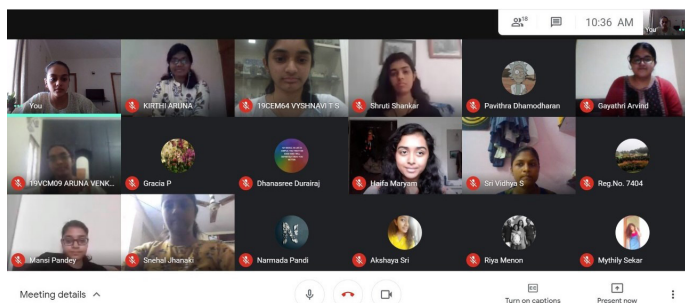 18
10:36 AM
You
You
KIRTHI ARUNA
19CEM64 VYSHNAVI T S
Shruti Shankar
Pavithra Dhamodharan
Gayathri Arvind
19VCM09 ARUNA VENK...
Gracia P
Dhanasree Durairaj
Haifa Maryam
Sri Vidhya S
Reg.No. 7404
Mansi Pandey
Snehal Jhanaki
Narmada Pandi
Akshaya Sri
Riya Menon
Mythily Sekar
Meeting details
Turn on captions
Present now